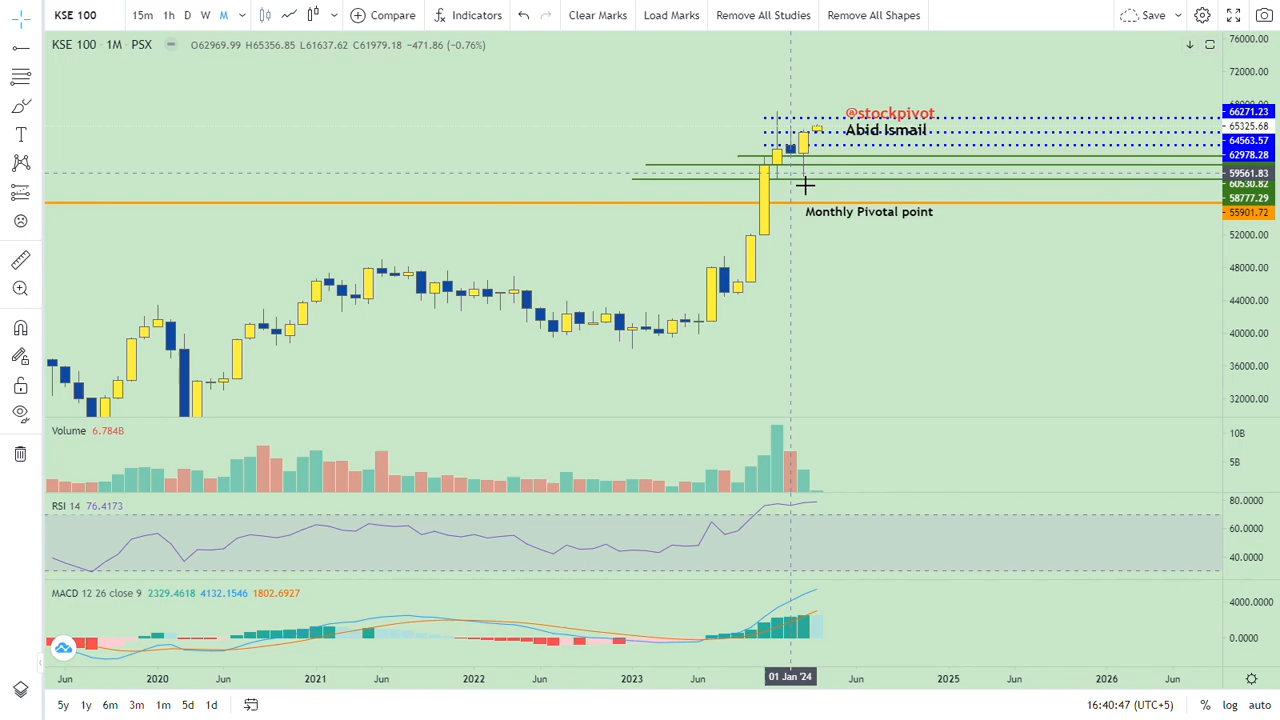 KSE 100 15m 1h D W M Compare Indicators Clear Marks Load Marks Remove All Studies Remove All Shapes Save
KSE 100 1M PSX O62969.99 H65356.85 L61637.62 C61979.18 −471.86 (−0.76%)
76000.00
72000.00
@stockpivot
66271.23
Abid Ismail
65325.68
64563.57
62978.28
59561.83
60530.82
58777.29
Monthly Pivotal point
55901.72
52000.00
48000.00
44000.00
40000.00
36000.00
32000.00
Volume 6.784B
10B
5B
RSI 14 76.4173
80.0000
60.0000
40.0000
MACD 12 26 close 9 2329.4618 4132.1546 1802.6927
4000.0000
0.0000
Jun 2020 Jun 2021 Jun 2022 Jun 2023 Jun 01 Jan '24 Jun 2025 Jun 2026 Jun
5y 1y 6m 3m 1m 5d 1d 16:40:47 (UTC+5) % log auto